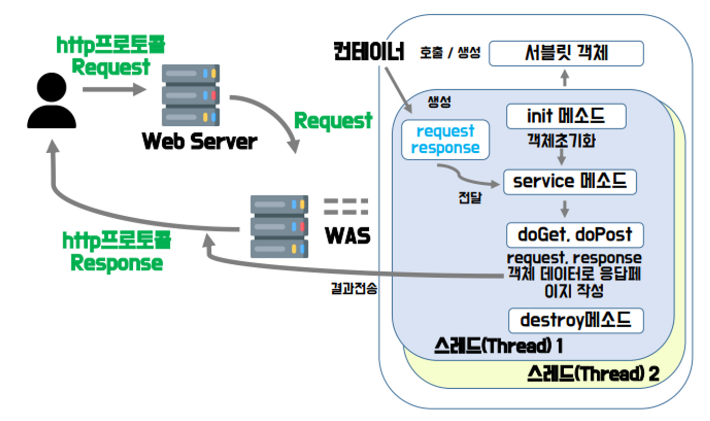 http프로토콜
Request
Web Server
Request
WAS
http프로토콜
Response
결과전송
컨테이너
호출 / 생성
서블릿 객체
생성
request
response
전달
init 메소드
객체초기화
service 메소드
doGet, doPost
request, response
객체 데이터로 응답페
이지 작성
destroy메소드
스레드(Thread) 1
스레드(Thread) 2